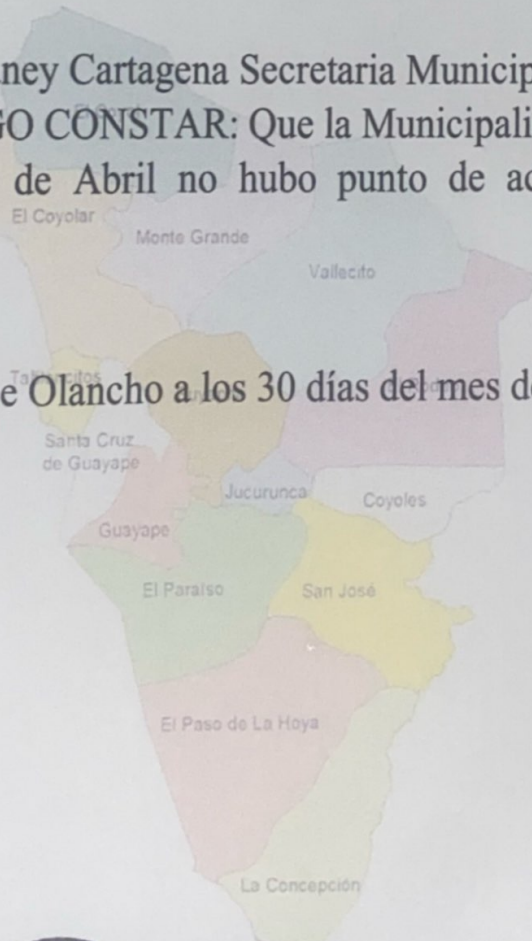 ney Cartagena Secretaria Municip
GO CONSTAR: Que la Municipali
de Abril no hubo punto de ac
El Coyolar
Monte Grande
Vallecito
e Olancho a los 30 días del mes d
Santa Cruz
de Guayape
Jucurunca
Coyoles
Guayape
El Paraiso
San José
El Paso de La Hoya
La Concepción